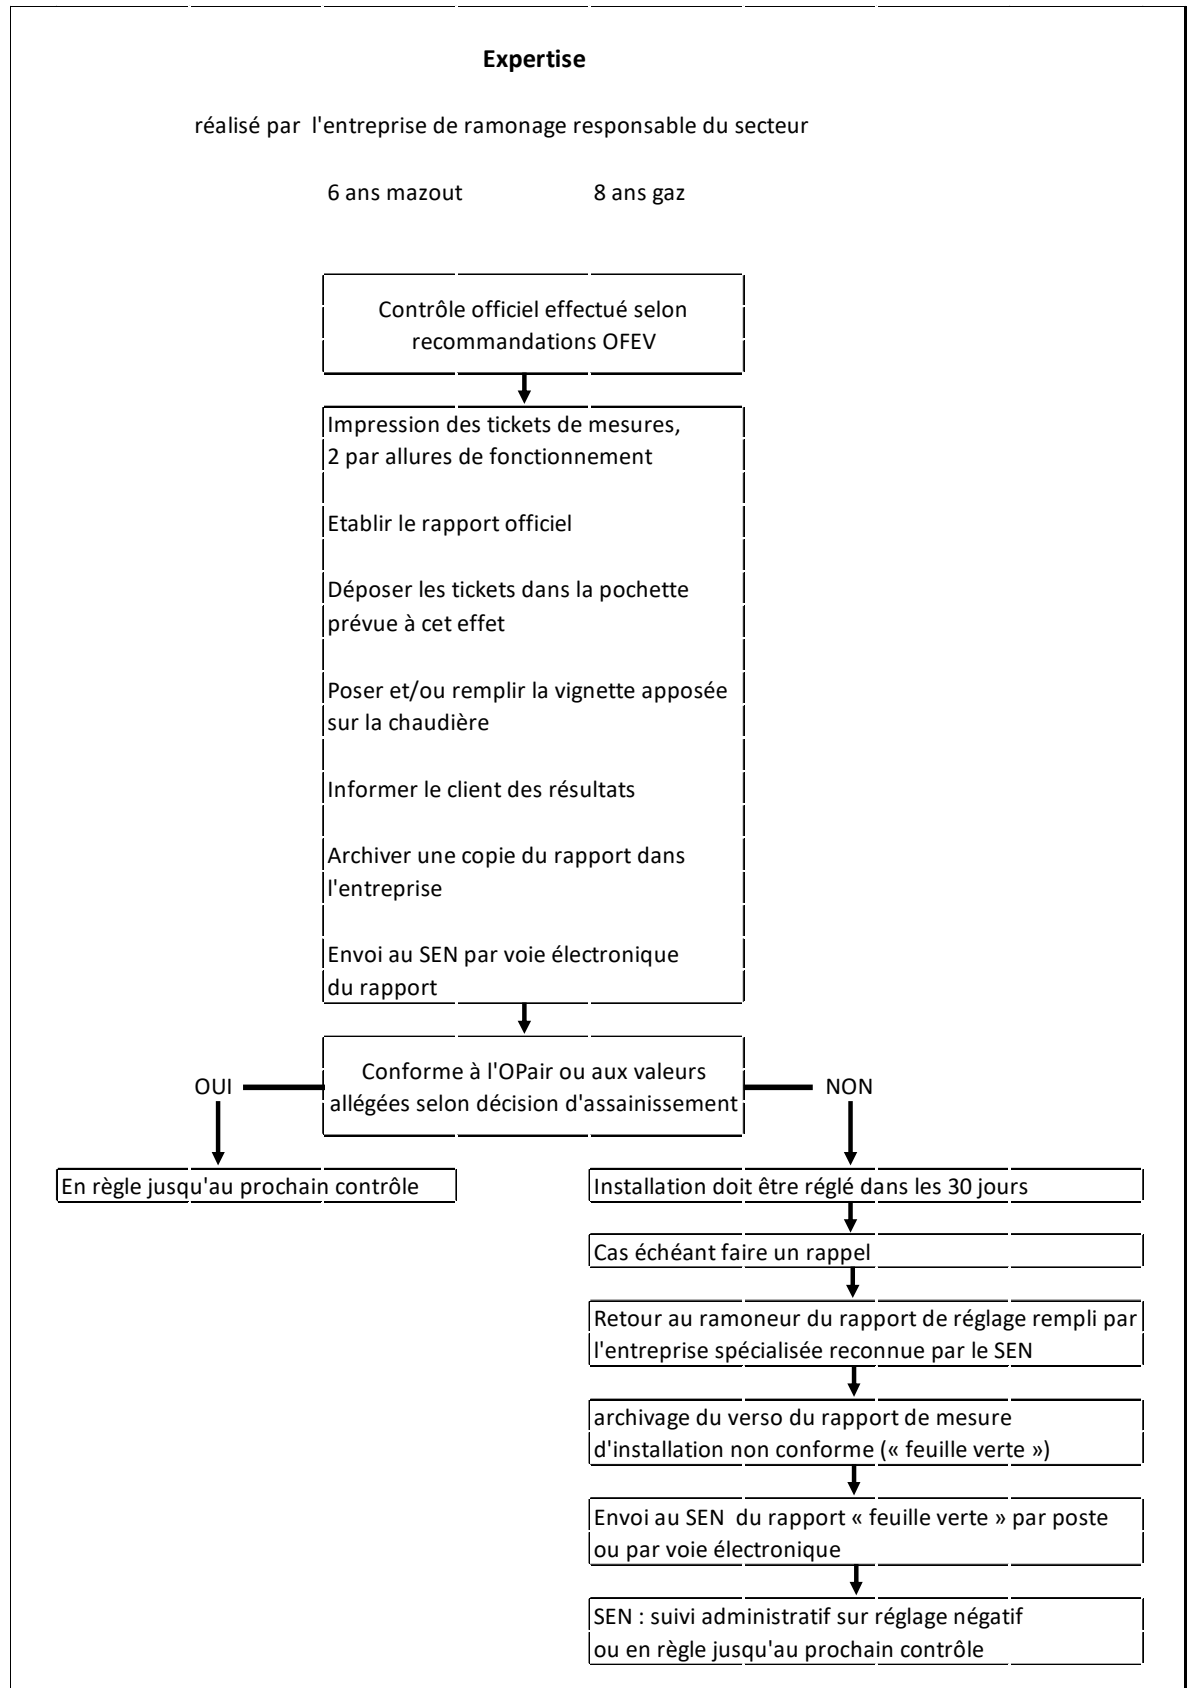 Expertise
réalisé par  l'entreprise de ramonage responsable du secteur
6 ans mazout
8 ans gaz
Contrôle officiel effectué selon
recommandations OFEV
Impression des tickets de mesures,
2 par allures de fonctionnement
Etablir le rapport officiel
Déposer les tickets dans la pochette
prévue à cet effet
Poser et/ou remplir la vignette apposée
sur la chaudière
Informer le client des résultats
Archiver une copie du rapport dans
l'entreprise
Envoi au SEN par voie électronique
du rapport
Conforme à l'OPair ou aux valeurs
allégées selon décision d'assainissement
OUI
NON
En règle jusqu'au prochain contrôle
Installation doit être réglé dans les 30 jours
Cas échéant faire un rappel
Retour au ramoneur du rapport de réglage rempli par
l'entreprise spécialisée reconnue par le SEN
archivage du verso du rapport de mesure
d'installation non conforme (« feuille verte »)
Envoi au SEN  du rapport « feuille verte » par poste
ou par voie électronique
SEN : suivi administratif sur réglage négatif
ou en règle jusqu'au prochain contrôle